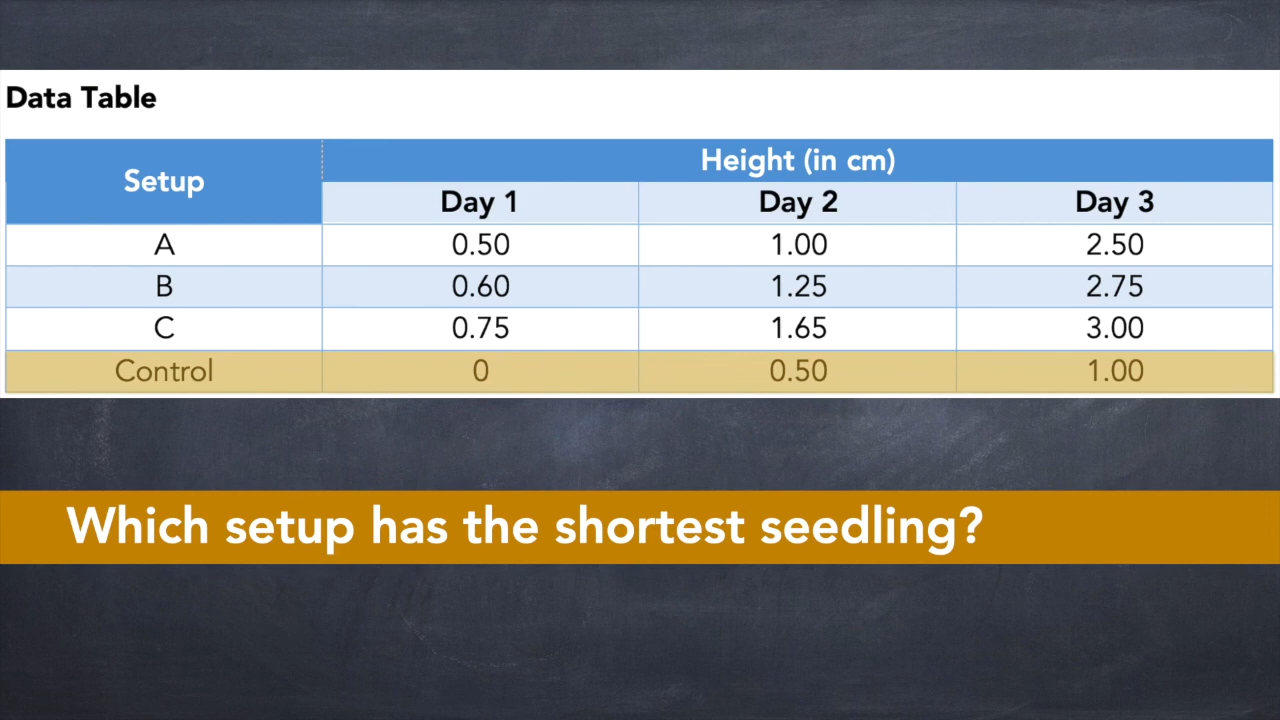 Data Table
Setup Height (in cm)
Day 1 Day 2 Day 3
A 0.50 1.00 2.50
B 0.60 1.25 2.75
C 0.75 1.65 3.00
Control 0 0.50 1.00
Which setup has the shortest seedling?